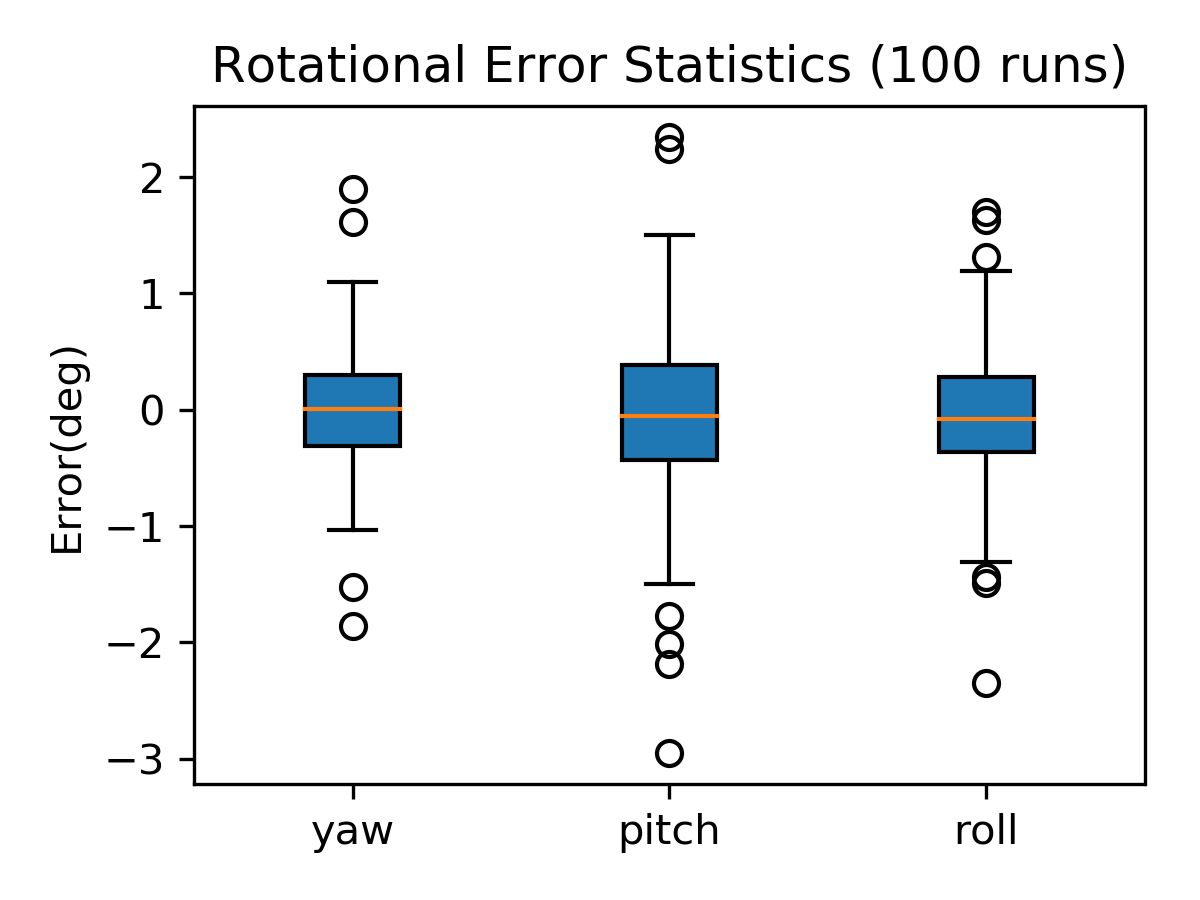 Rotational Error Statistics (100 runs)
Error(deg)
2
1
0
−1
−2
−3
yaw pitch roll